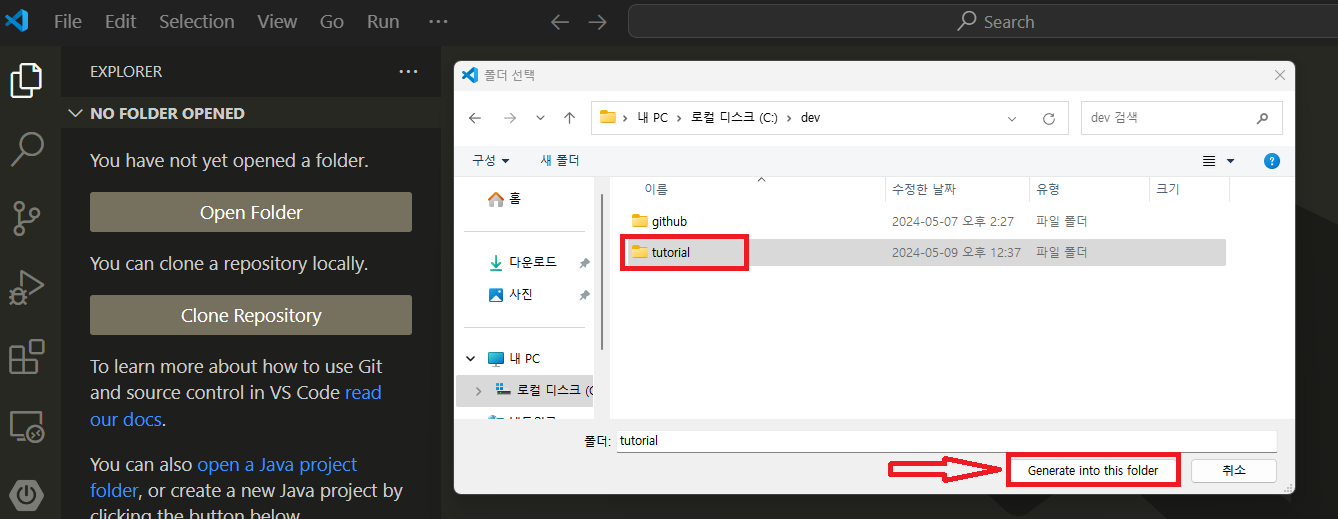 File Edit Selection View Go Run ···
Search
EXPLORER ···
NO FOLDER OPENED
You have not yet opened a folder.
Open Folder
You can clone a repository locally.
Clone Repository
To learn more about how to use Git
and source control in VS Code read
our docs.
You can also open a Java project
folder, or create a new Java project by
clicking the button below.
폴더 선택
내 PC > 로컬 디스크 (C:) > dev
dev 검색
구성 새 폴더
이름 수정한 날짜 유형 크기
github 2024-05-07 오후 2:27 파일 폴더
tutorial 2024-05-09 오후 12:37 파일 폴더
홈
다운로드
사진
내 PC
로컬 디스크 (C
폴더: tutorial
Generate into this folder 취소